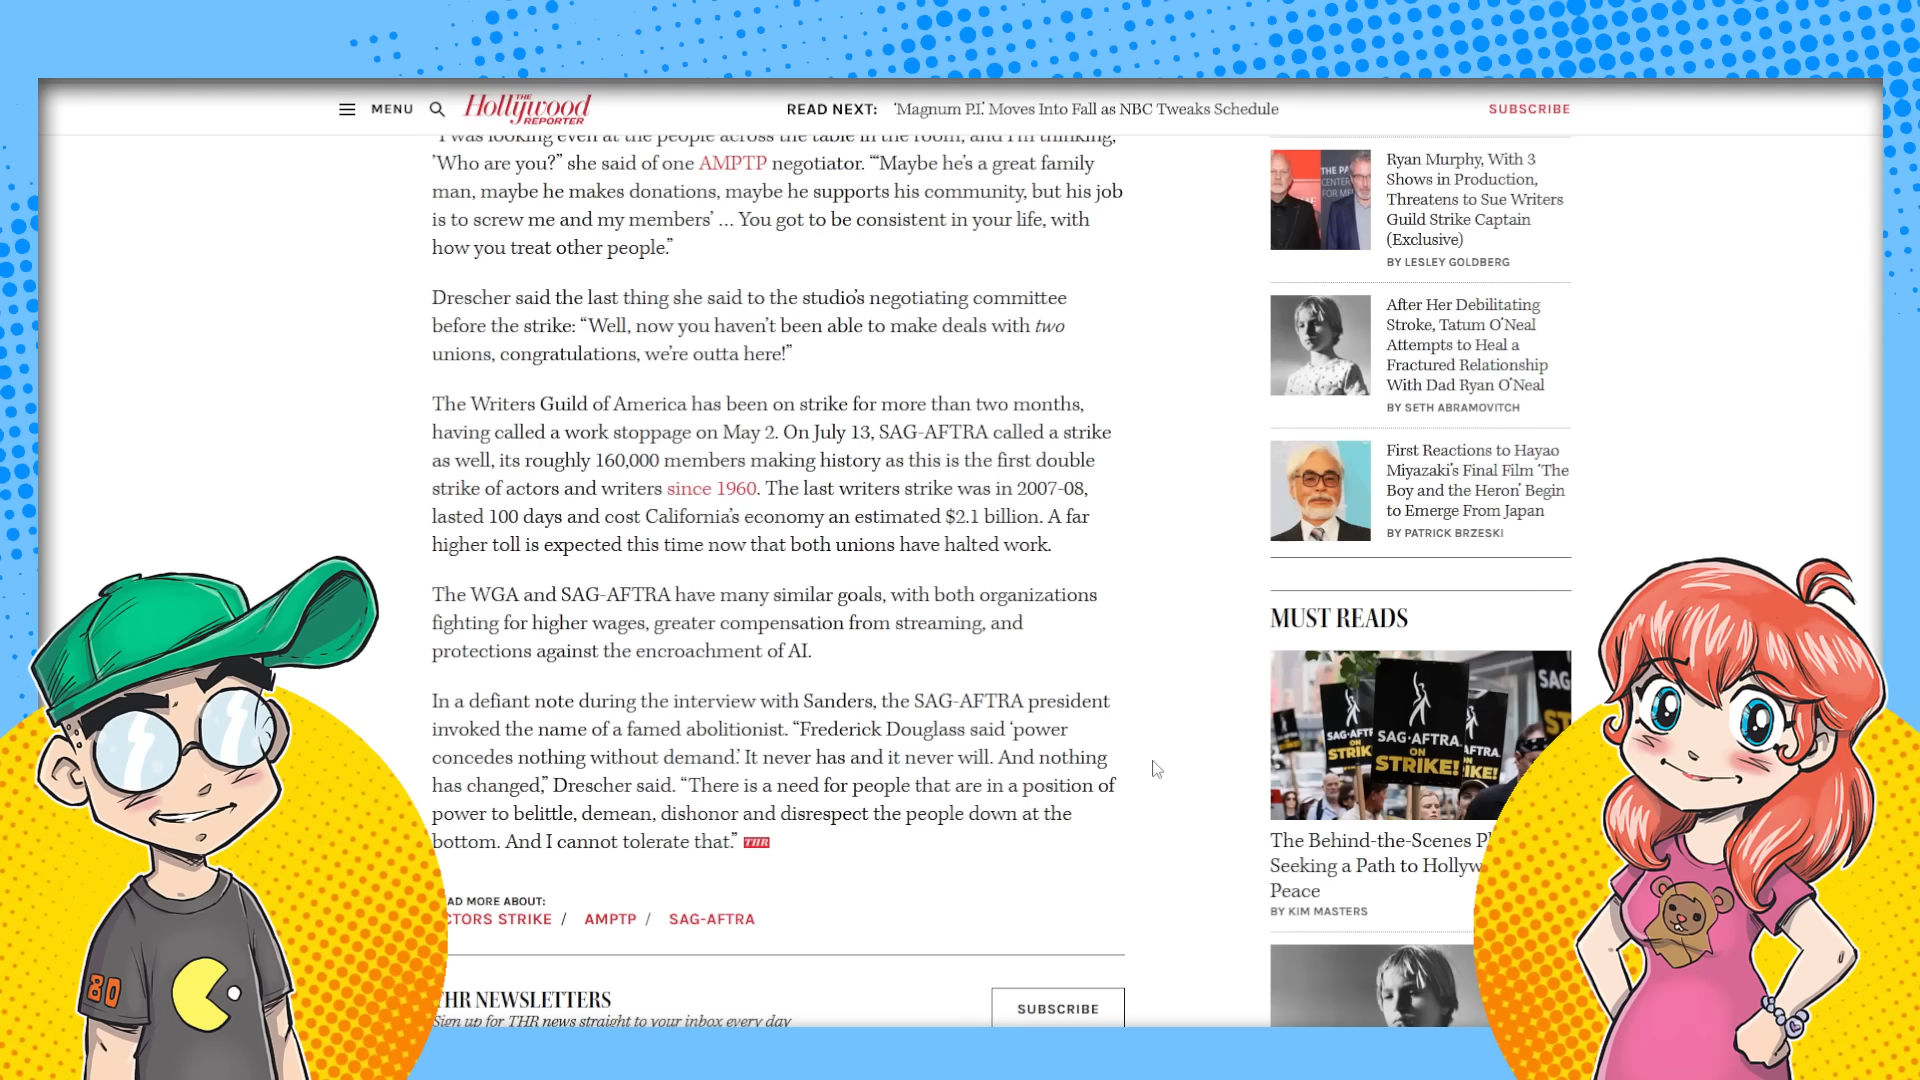 MENU
THE
Hollywood
REPORTER
READ NEXT: 'Magnum P.I.' Moves Into Fall as NBC Tweaks Schedule
SUBSCRIBE
"I was looking even at the people across the table in the room, and I'm thinking,
'Who are you?" she said of one AMPTP negotiator. "'Maybe he's a great family
man, maybe he makes donations, maybe he supports his community, but his job
is to screw me and my members' … You got to be consistent in your life, with
how you treat other people."
Drescher said the last thing she said to the studio's negotiating committee
before the strike: "Well, now you haven't been able to make deals with two
unions, congratulations, we're outta here!"
The Writers Guild of America has been on strike for more than two months,
having called a work stoppage on May 2. On July 13, SAG-AFTRA called a strike
as well, its roughly 160,000 members making history as this is the first double
strike of actors and writers since 1960. The last writers strike was in 2007-08,
lasted 100 days and cost California's economy an estimated $2.1 billion. A far
higher toll is expected this time now that both unions have halted work.
The WGA and SAG-AFTRA have many similar goals, with both organizations
fighting for higher wages, greater compensation from streaming, and
protections against the encroachment of AI.
In a defiant note during the interview with Sanders, the SAG-AFTRA president
invoked the name of a famed abolitionist. "Frederick Douglass said 'power
concedes nothing without demand.' It never has and it never will. And nothing
has changed," Drescher said. "There is a need for people that are in a position of
power to belittle, demean, dishonor and disrespect the people down at the
bottom. And I cannot tolerate that." THR
AD MORE ABOUT:
CTORS STRIKE / AMPTP / SAG-AFTRA
THR NEWSLETTERS
Sign up for THR news straight to your inbox every day
SUBSCRIBE
THE PA
CENTER
FOR ME
Ryan Murphy, With 3
Shows in Production,
Threatens to Sue Writers
Guild Strike Captain
(Exclusive)
BY LESLEY GOLDBERG
After Her Debilitating
Stroke, Tatum O'Neal
Attempts to Heal a
Fractured Relationship
With Dad Ryan O'Neal
BY SETH ABRAMOVITCH
First Reactions to Hayao
Miyazaki's Final Film 'The
Boy and the Heron' Begin
to Emerge From Japan
BY PATRICK BRZESKI
MUST READS
SAG-AFT
STRIK
SAG·AFTRA
ON
STRIKE!
AFTRA
IKE!
SAG
ST
The Behind-the-Scenes P
Seeking a Path to Hollyw
Peace
BY KIM MASTERS
80